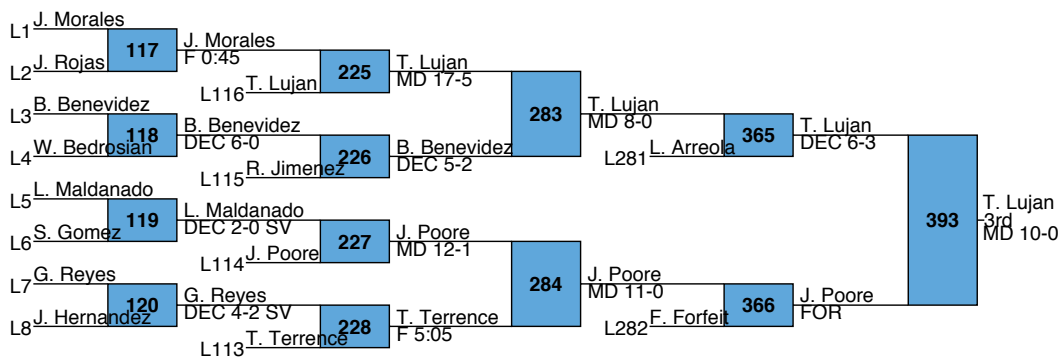 L1 J. Morales
117
J. Morales
F 0:45
L2 J. Rojas
225
T. Lujan
MD 17-5
L116 T. Lujan
L3 B. Benevidez
118
B. Benevidez
DEC 6-0
L4 W. Bedrosian
226
B. Benevidez
DEC 5-2
L115 R. Jimenez
283
T. Lujan
MD 8-0
365
T. Lujan
DEC 6-3
L281 L. Arreola
L5 L. Maldanado
119
L. Maldanado
DEC 2-0 SV
L6 S. Gomez
227
J. Poore
MD 12-1
L114 J. Poore
L7 G. Reyes
120
G. Reyes
DEC 4-2 SV
L8 J. Hernandez
228
T. Terrence
F 5:05
L113 T. Terrence
284
J. Poore
MD 11-0
366
J. Poore
FOR
L282 F. Forfeit
393
T. Lujan
3rd
MD 10-0